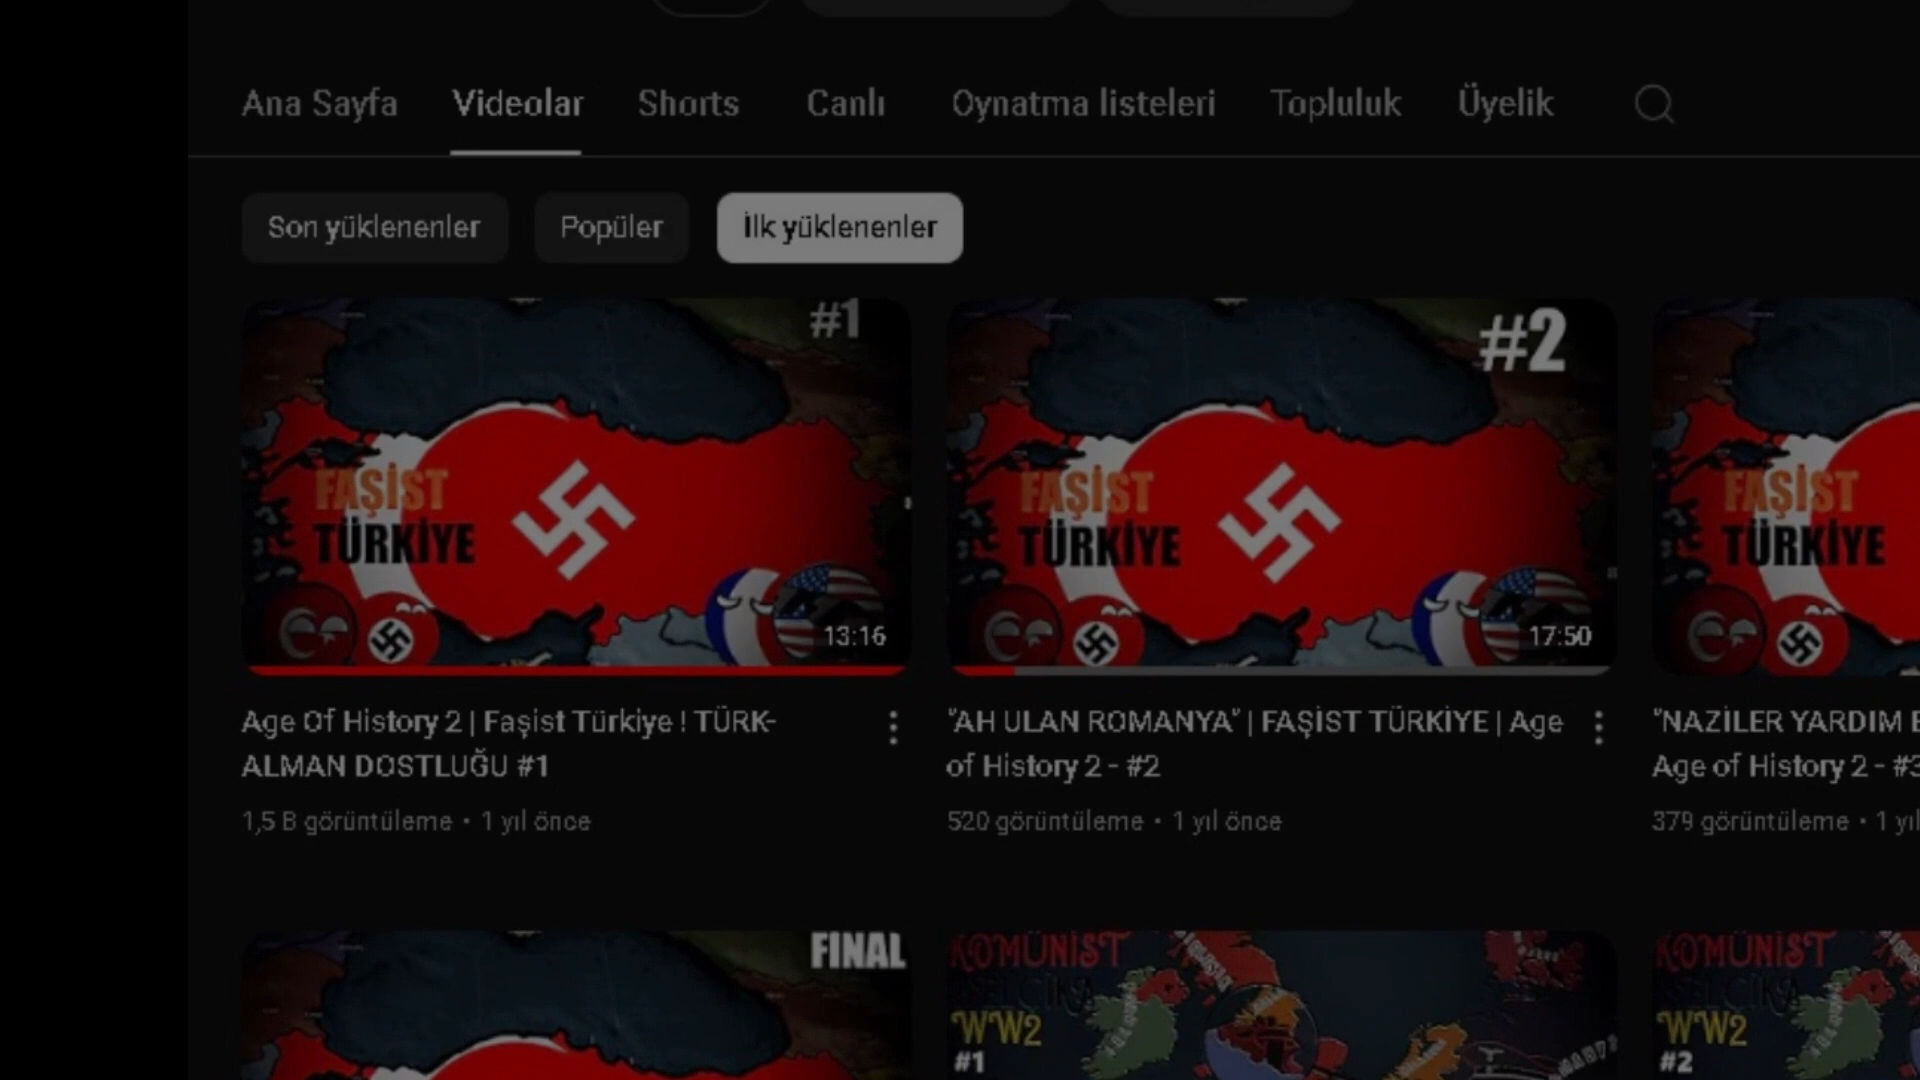 Ana Sayfa Videolar Shorts Canlı Oynatma listeleri Topluluk Üyelik
Son yüklenenler Popüler İlk yüklenenler
#1
FAŞİST
TÜRKİYE
13:16
#2
FAŞİST
TÜRKİYE
17:50
FAŞİST
TÜRKİYE
Age Of History 2 | Faşist Türkiye ! TÜRK-
ALMAN DOSTLUĞU #1
1,5 B görüntüleme • 1 yıl önce
"AH ULAN ROMANYA" | FAŞİST TÜRKİYE | Age
of History 2 - #2
520 görüntüleme • 1 yıl önce
"NAZİLER YARDIM
Age of History 2 - #3
379 görüntüleme • 1 yıl
FINAL
KOMÜNİST
WW2
#1
KOMÜNİST
WW2
#2